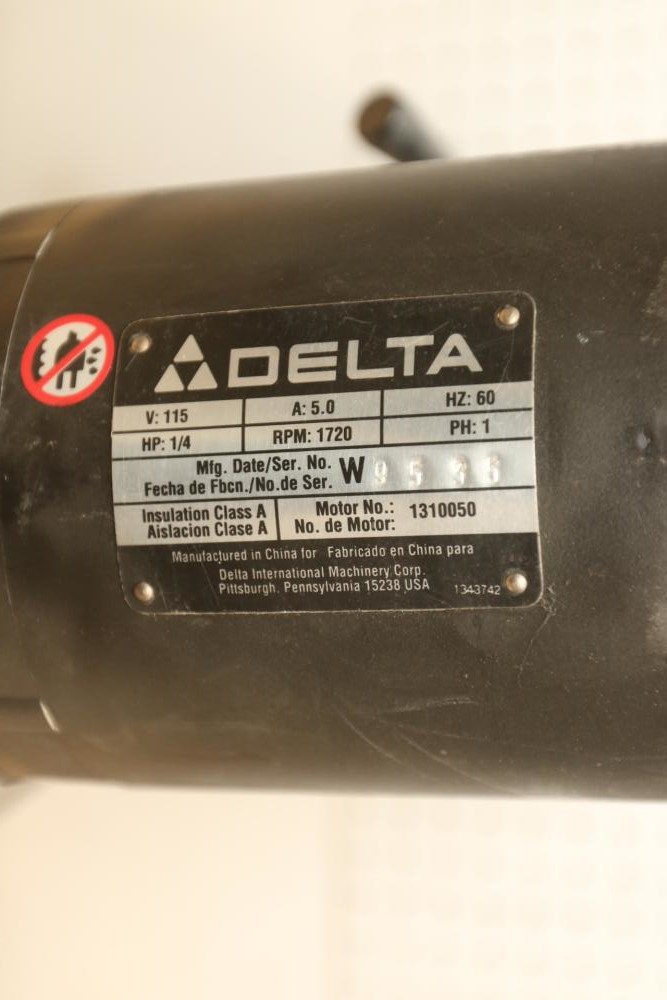 DELTA
V: 115 A: 5.0 HZ: 60
HP: 1/4 RPM: 1720 PH: 1
Mfg. Date/Ser. No. W 9536
Fecha de Fbcn./No.de Ser.
Insulation Class A Motor No.: 1310050
Aislacion Clase A No. de Motor:
Manufactured in China for Fabricado en China para
Delta International Machinery Corp.
Pittsburgh, Pennsylvania 15238 USA 1343742